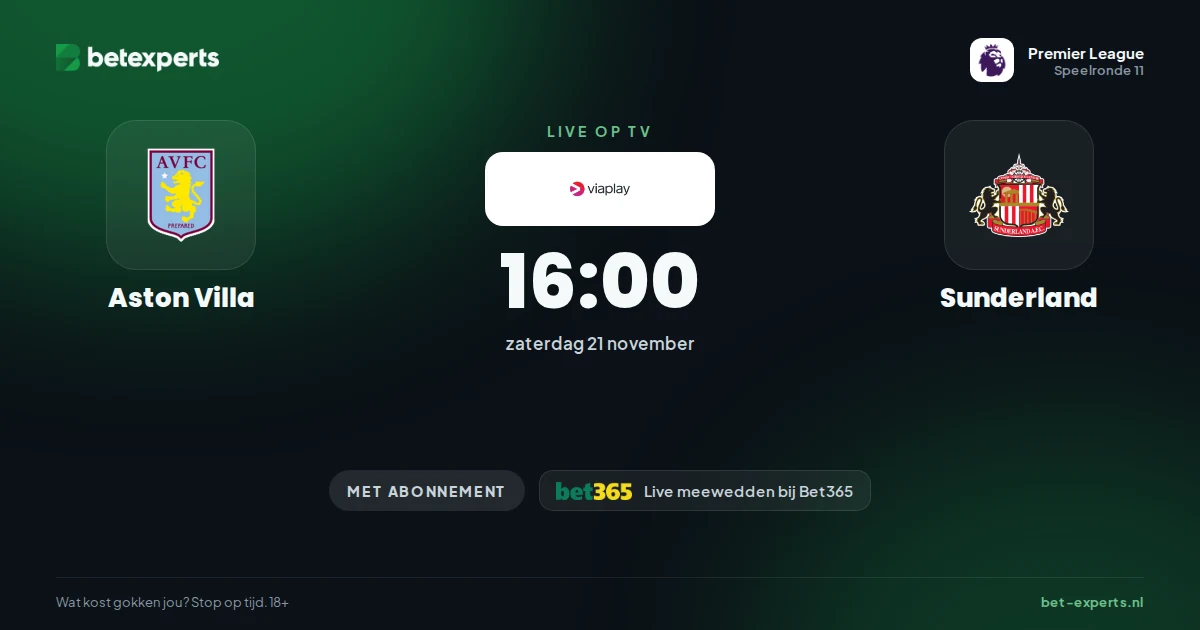 betexperts
Premier League
Speelronde 11
LIVE OP TV
viaplay
AVFC
PREPARED
SUNDERLAND A.F.C.
16:00
Aston Villa
Sunderland
zaterdag 21 november
MET ABONNEMENT
bet365 Live meewedden bij Bet365
Wat kost gokken jou? Stop op tijd. 18+
bet-experts.nl